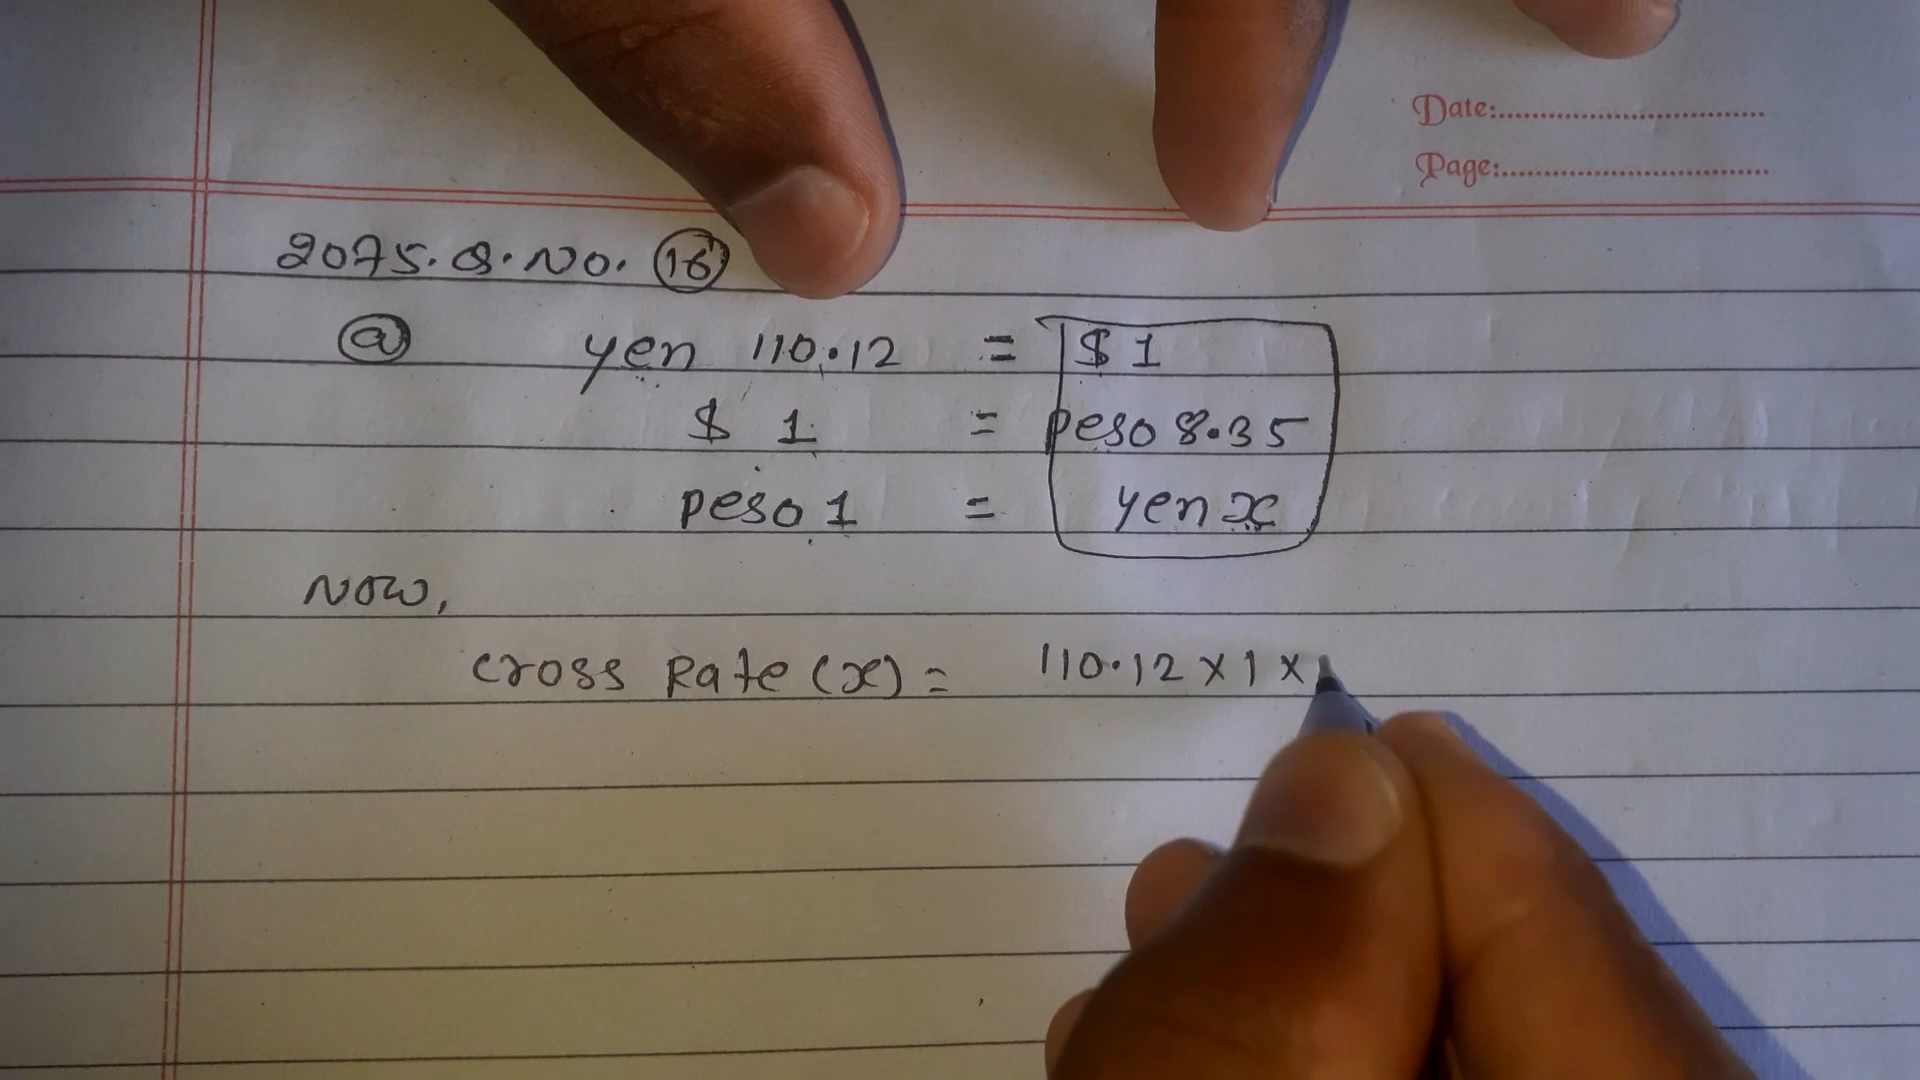 Date:
Page:
2075. Q. No. 16
a yen 110.12 = $ 1
$ 1 = peso 8.35
peso 1 = yen x
Now,
Cross Rate (x) = 110.12 × 1 ×